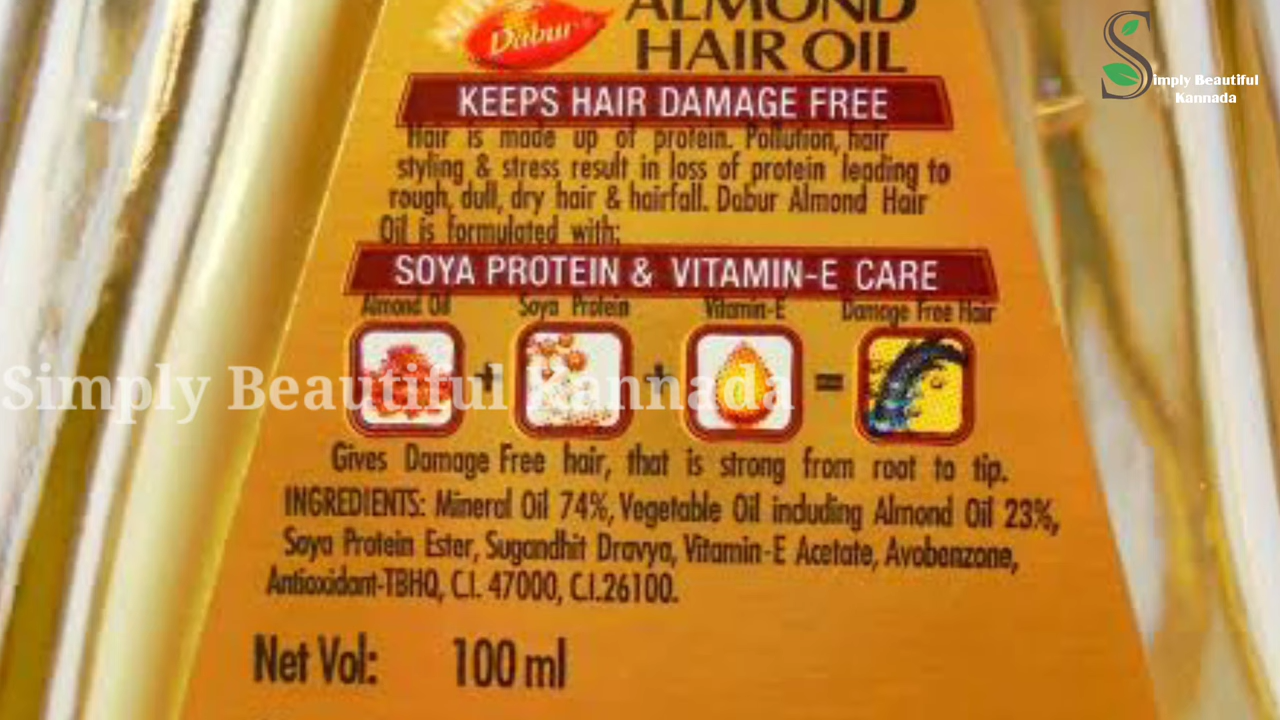 Dabur
ALMOND
HAIR OIL
Simply Beautiful
Kannada
KEEPS HAIR DAMAGE FREE
Hair is made up of protein. Pollution, hair
styling & stress result in loss of protein leading to
rough, dull, dry hair & hairfall. Dabur Almond Hair
Oil is formulated with:
SOYA PROTEIN & VITAMIN-E CARE
Almond Oil Soya Protein Vitamin-E Damage Free Hair
+ + =
Simply Beautiful Kannada
Gives Damage Free hair, that is strong from root to tip.
INGREDIENTS: Mineral Oil 74%, Vegetable Oil including Almond Oil 23%,
Soya Protein Ester, Sugandhit Dravya, Vitamin-E Acetate, Avobenzone,
Antioxidant-TBHQ, C.I. 47000, C.I.26100.
Net Vol: 100 ml